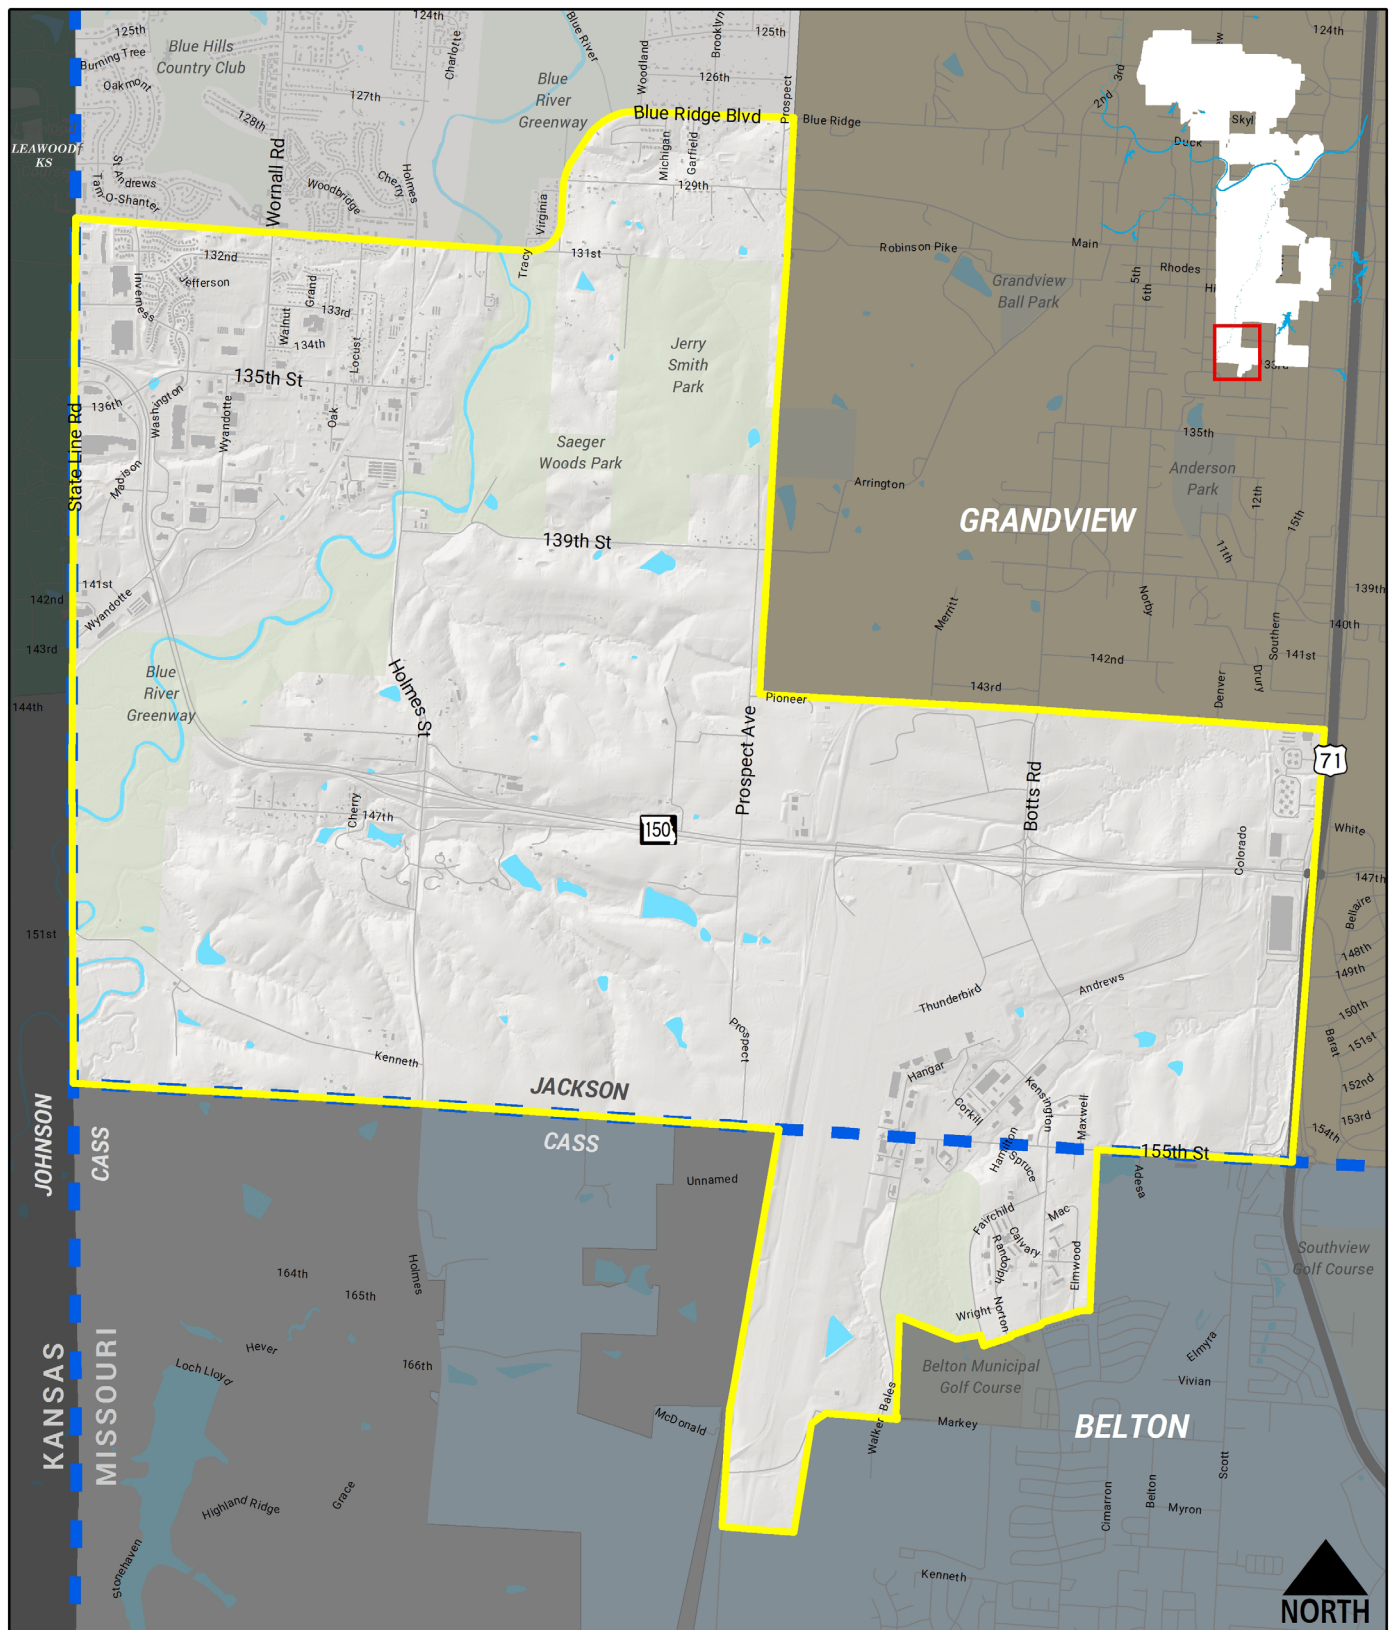 124th
125th
Blue Hills
Country Club
Burning Tree
Oakmont
Charlotte
Blue River
Woodland
Brooklyn
125th
124th
126th
127th
128th
Blue
River
Greenway
Prospect
Blue Ridge Blvd
Blue Ridge
3rd
2nd
Skyl
Duck
LEAWOOD
KS
St Andrews
Tam-O-Shanter
Wornall Rd
Woodbridge
Cherry
Holmes
Michigan
Garfield
129th
Virginia
Tracy
131st
132nd
Jefferson
Inverness
Grand
133rd
Walnut
134th
Locust
135th St
Robinson Pike
Main
Rhodes
Hi
5th
6th
Grandview
Ball Park
133rd
Jerry
Smith
Park
136th
Washington
Wyandotte
Oak
State Line Rd
Madison
Saeger
Woods Park
135th
Anderson
Park
Arrington
12th
15th
GRANDVIEW
139th St
11th
141st
Wyandotte
142nd
143rd
144th
Merritt
Norby
139th
140th
Southern
141st
Drury
142nd
143rd
Denver
Blue
River
Greenway
Holmes St
Pioneer
Prospect Ave
Botts Rd
71
Cherry
147th
150
Colorado
White
147th
Bellaire
148th
149th
150th
151st
Barat
152nd
153rd
154th
151st
Thunderbird
Andrews
Prospect
Kenneth
Hangar
Corkill
Kensington
Maxwell
JACKSON
CASS
JOHNSON
CASS
155th St
Hamilton
Spruce
Adesa
Unnamed
Fairchild
Mac
Calvary
Randolph
Elmwood
Wright
Norton
Southview
Golf Course
164th
Holmes
165th
Hever
166th
Loch Lloyd
KANSAS
MISSOURI
Belton Municipal
Golf Course
Elmyra
Vivian
Bales
Walker
Markey
McDonald
BELTON
Scott
Highland Ridge
Grace
Cimarron
Belton
Myron
Stonehaven
Kenneth
NORTH